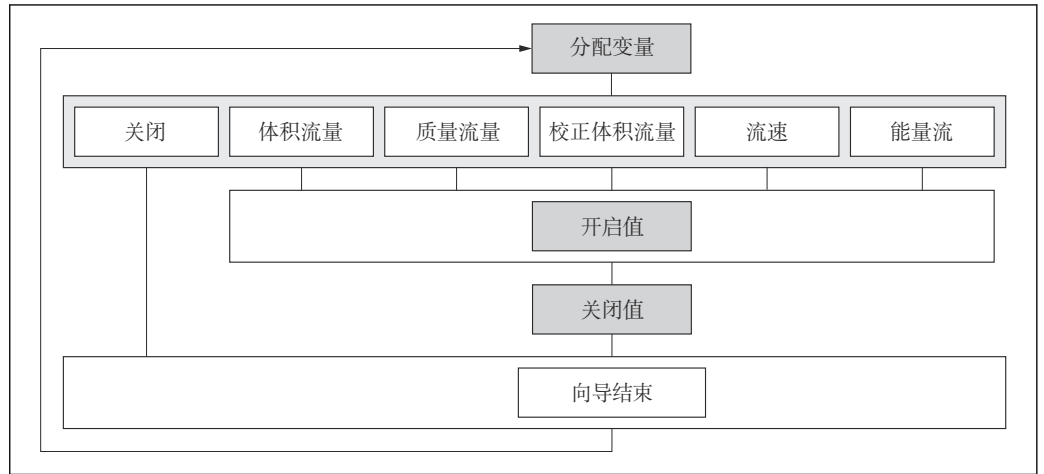 分配变量
关闭
体积流量
质量流量
校正体积流量
流速
能量流
开启值
关闭值
向导结束